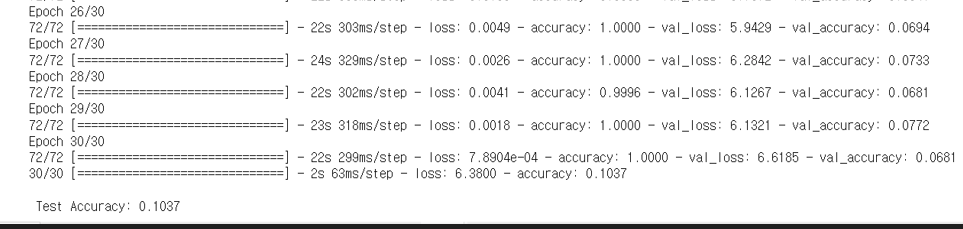 Epoch 26/30
72/72 [==============================] - 22s 303ms/step - loss: 0.0049 - accuracy: 1.0000 - val_loss: 5.9429 - val_accuracy: 0.0694
Epoch 27/30
72/72 [==============================] - 24s 329ms/step - loss: 0.0026 - accuracy: 1.0000 - val_loss: 6.2842 - val_accuracy: 0.0733
Epoch 28/30
72/72 [==============================] - 22s 302ms/step - loss: 0.0041 - accuracy: 0.9996 - val_loss: 6.1267 - val_accuracy: 0.0681
Epoch 29/30
72/72 [==============================] - 23s 318ms/step - loss: 0.0018 - accuracy: 1.0000 - val_loss: 6.1321 - val_accuracy: 0.0772
Epoch 30/30
72/72 [==============================] - 22s 299ms/step - loss: 7.8904e-04 - accuracy: 1.0000 - val_loss: 6.6185 - val_accuracy: 0.0681
30/30 [==============================] - 2s 63ms/step - loss: 6.3800 - accuracy: 0.1037
Test Accuracy: 0.1037